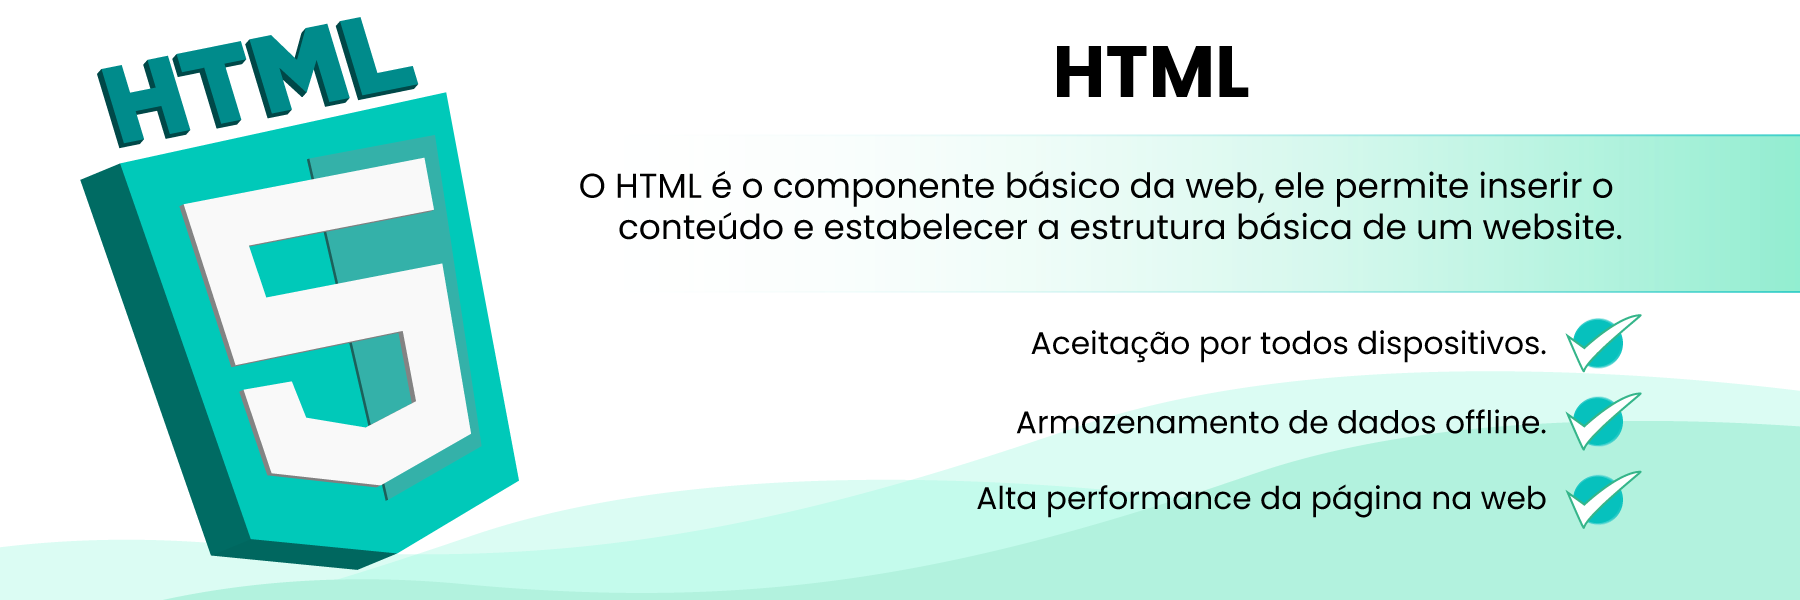 HTML
5
HTML
O HTML é o componente básico da web, ele permite inserir o
conteúdo e estabelecer a estrutura básica de um website.
Aceitação por todos dispositivos.
Armazenamento de dados offline.
Alta performance da página na web